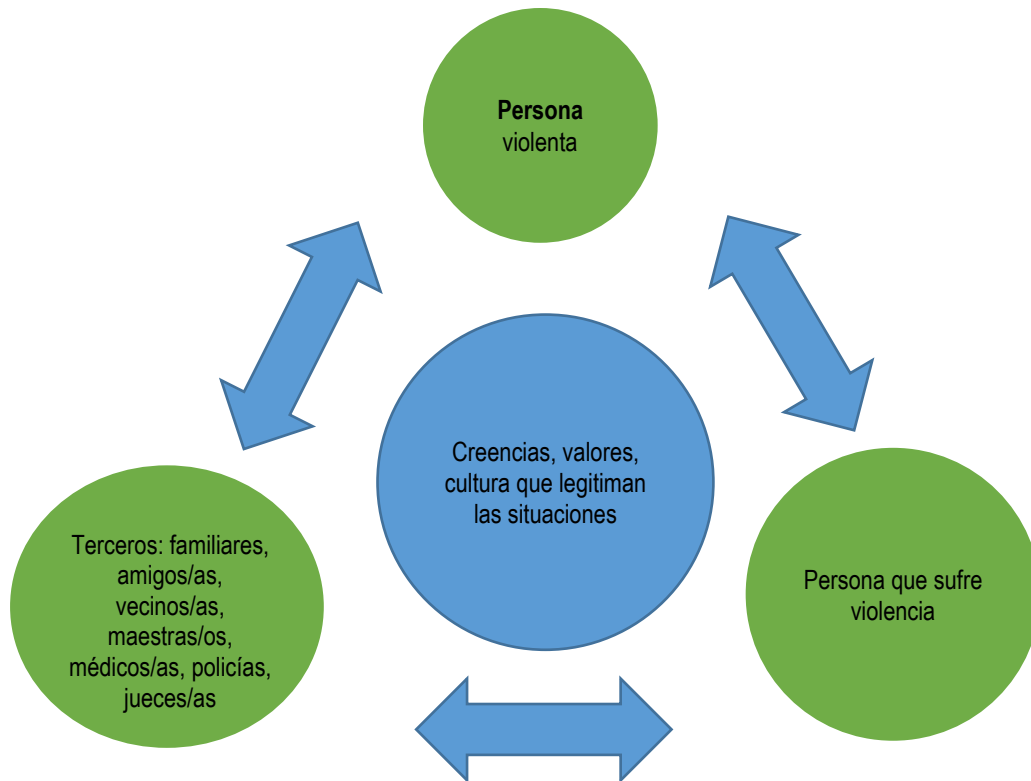 Persona
violenta
Creencias, valores,
cultura que legitiman
las situaciones
Terceros: familiares,
amigos/as,
vecinos/as,
maestras/os,
médicos/as, policías,
jueces/as
Persona que sufre
violencia